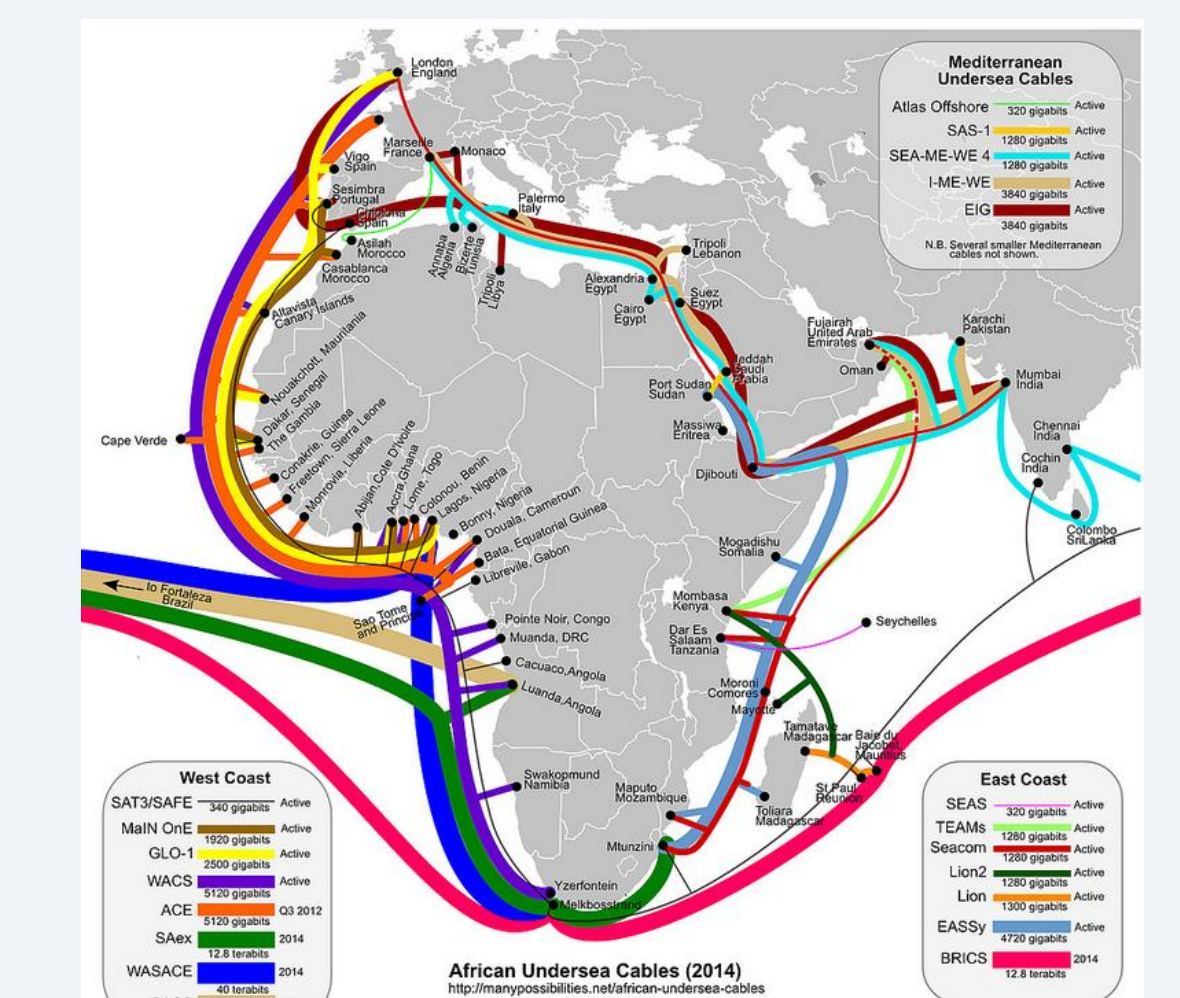 London
England
Marseille
France
Monaco
Vigo
Spain
Sesimbra
Portugal
Chipiona
Spain
Asilah
Morocco
Casablanca
Morocco
Altavista
Canary Islands
Palermo
Italy
Annaba
Algeria
Bizerte
Tunisia
Tripoli
Libya
Tripoli
Lebanon
Alexandria
Egypt
Cairo
Egypt
Suez
Egypt
Jeddah
Saudi
Arabia
Port Sudan
Sudan
Massiwa
Eritrea
Djibouti
Fujairah
United Arab
Emirates
Oman
Karachi
Pakistan
Mumbai
India
Chennai
India
Cochin
India
Colombo
SriLanka
Mediterranean
Undersea Cables
Atlas Offshore 320 gigabits Active
SAS-1 1280 gigabits Active
SEA-ME-WE 4 1280 gigabits Active
I-ME-WE 3840 gigabits Active
EIG 3840 gigabits Active
N.B. Several smaller Mediterranean
cables not shown.
Cape Verde
Nouakchott, Mauritania
Dakar, Senegal
The Gambia
Conakrie, Guinea
Freetown, Sierra Leone
Monrovia, Liberia
Abijan,Cote D'Ivoire
Accra,Ghana
Lome, Togo
Cotonou, Benin
Lagos, Nigeria
Bonny, Nigeria
Douala, Cameroun
Bata, Equatorial Guinea
Librevile, Gabon
Sao Tome
and Principe
to Fortaleza
Brazil
Pointe Noir, Congo
Muanda, DRC
Cacuaco,Angola
Luanda,Angola
Swakopmund
Namibia
Yzerfontein
Melkbosstrand
Mogadishu
Somalia
Mombasa
Kenya
Dar Es
Salaam
Tanzania
Seychelles
Moroni
Comores
Mayotte
Tamatave
Madagascar
Baie du
Jacobet,
Mauritius
St Paul
Reunion
Toliara
Madagascar
Maputo
Mozambique
Mtunzini
West Coast
SAT3/SAFE 340 gigabits Active
MaIN OnE 1920 gigabits Active
GLO-1 2500 gigabits Active
WACS 5120 gigabits Active
ACE 5120 gigabits Q3 2012
SAex 12.8 terabits 2014
WASACE 40 terabits 2014
East Coast
SEAS 320 gigabits Active
TEAMs 1280 gigabits Active
Seacom 1280 gigabits Active
Lion2 1280 gigabits Active
Lion 1300 gigabits Active
EASSy 4720 gigabits Active
BRICS 12.8 terabits 2014
African Undersea Cables (2014)
http://manypossibilities.net/african-undersea-cables